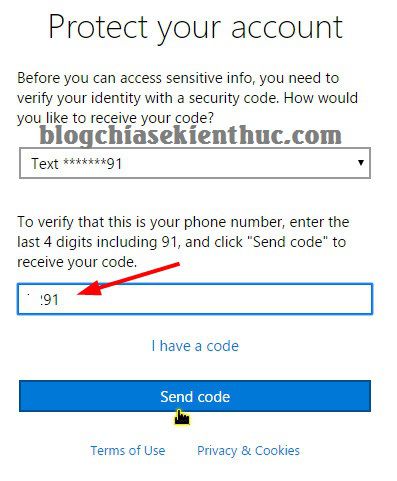 Protect your account
Before you can access sensitive info, you need to
verify your identity with a security code. How would
you like to receive your code?
blogchiasekienthuc.com
Text *******91
To verify that this is your phone number, enter the
last 4 digits including 91, and click "Send code" to
receive your code.
91
I have a code
Send code
Terms of Use Privacy & Cookies